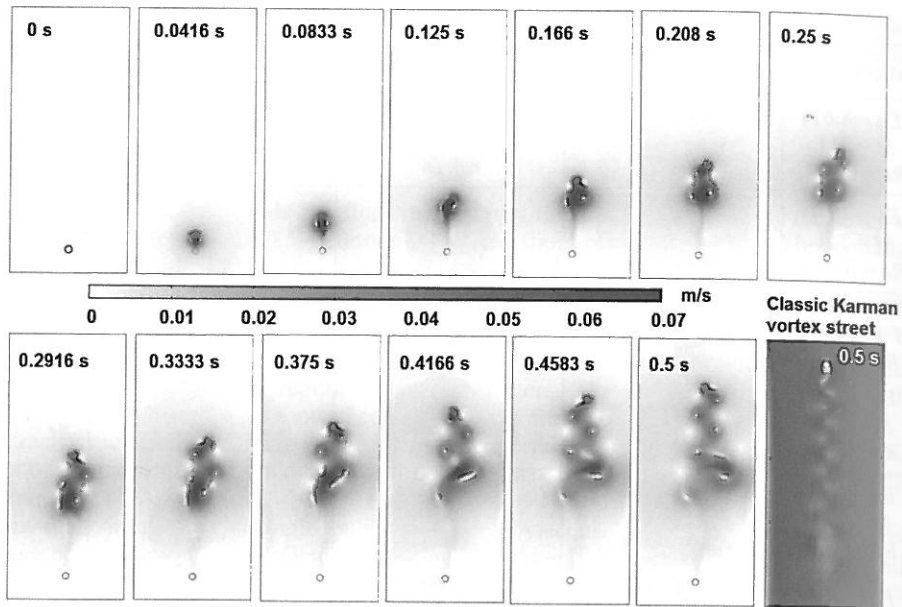 0 s
0.0416 s
0.0833 s
0.125 s
0.166 s
0.208 s
0.25 s
m/s
0
0.01
0.02
0.03
0.04
0.05
0.06
0.07
Classic Karman
vortex street
0.2916 s
0.3333 s
0.375 s
0.4166 s
0.4583 s
0.5 s
0.5 s